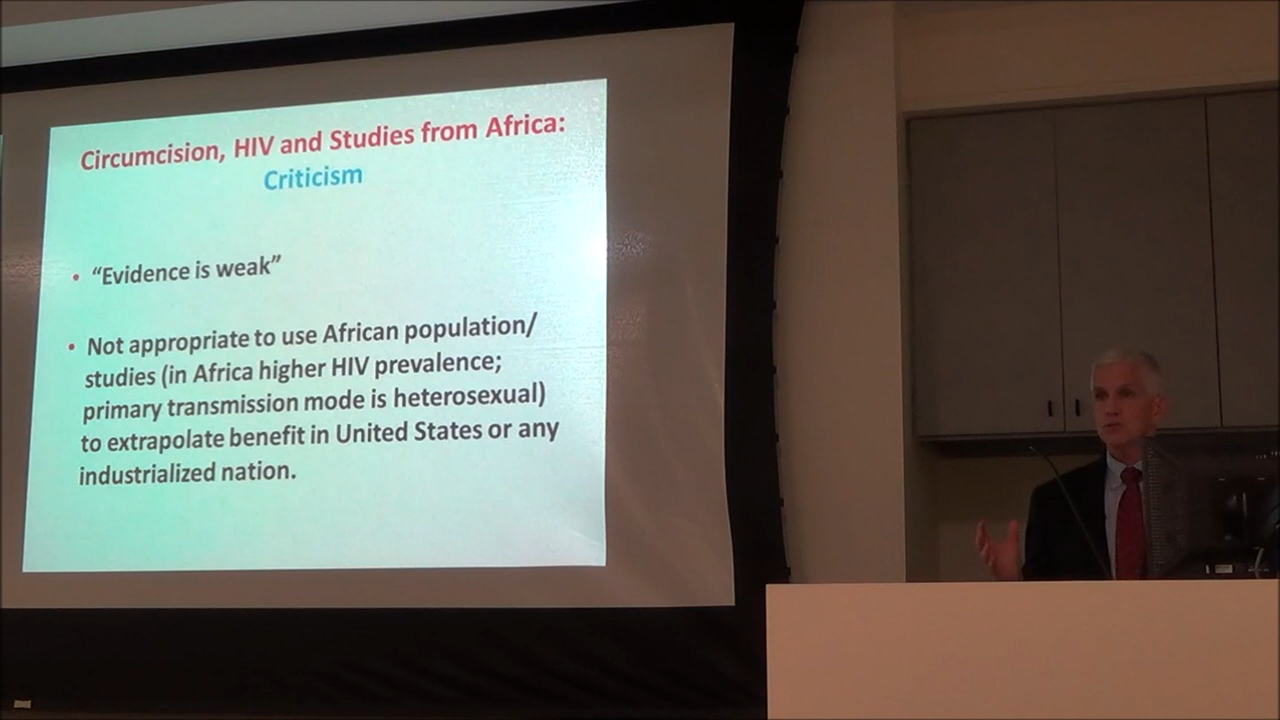 Circumcision, HIV and Studies from Africa:
Criticism
• “Evidence is weak”
• Not appropriate to use African population/
studies (in Africa higher HIV prevalence;
primary transmission mode is heterosexual)
to extrapolate benefit in United States or any
industrialized nation.